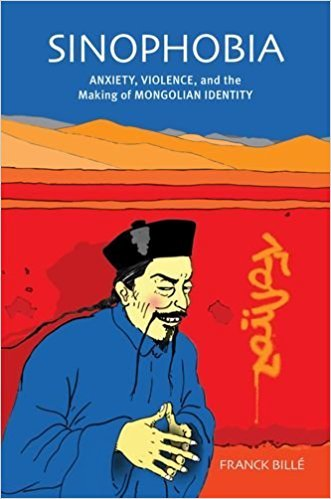 SINOPHOBIA
ANXIETY, VIOLENCE, and the
Making of MONGOLIAN IDENTITY
FRANCK BILLÉ